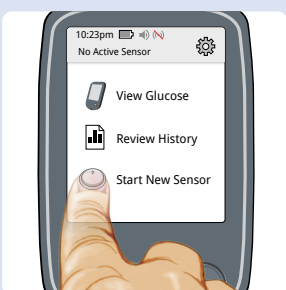 10:23pm
No Active Sensor
View Glucose
Review History
Start New Sensor